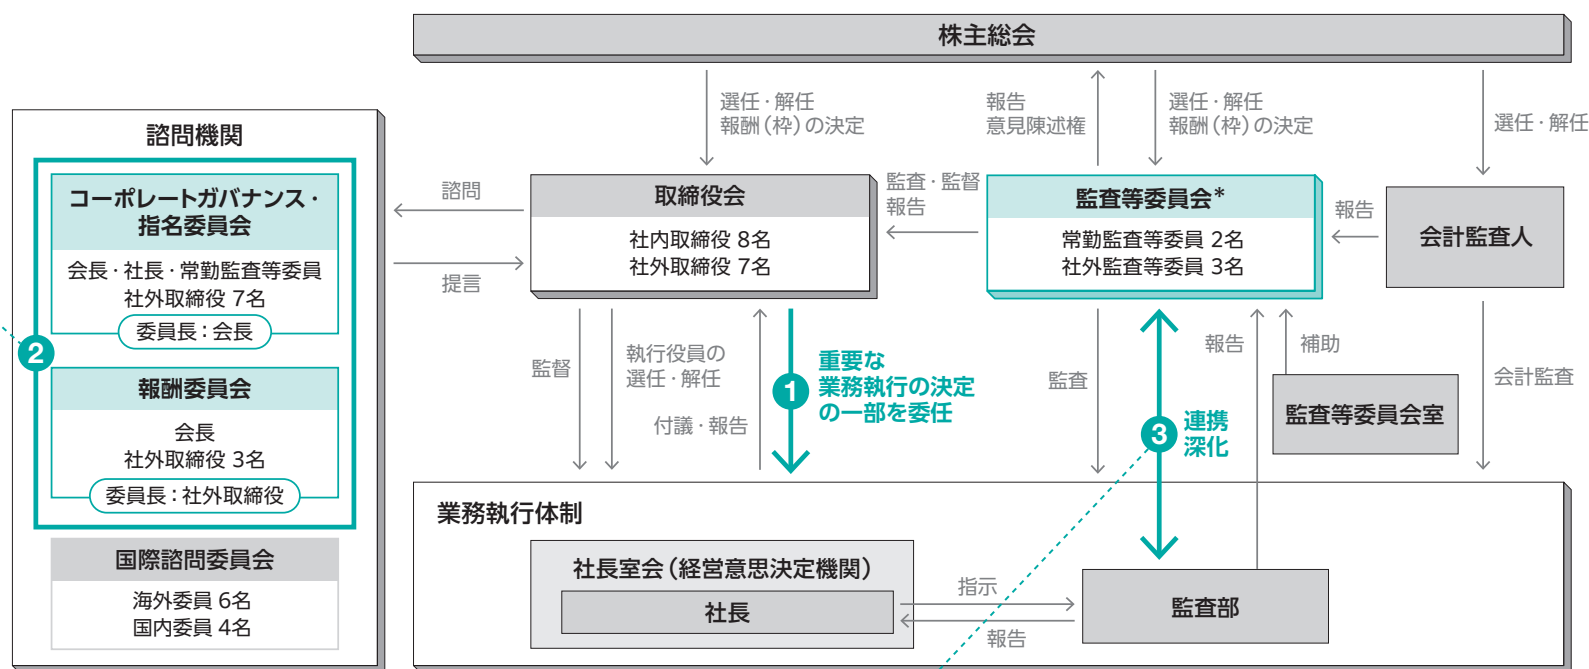 株主総会
選任・解任
報酬（枠）の決定
報告
意見陳述権
選任・解任
報酬（枠）の決定
選任・解任
諮問機関
コーポレートガバナンス・
指名委員会
会長・社長・常勤監査等委員
社外取締役 7名
委員長：会長
2
報酬委員会
会長
社外取締役 3名
委員長：社外取締役
国際諮問委員会
海外委員 6名
国内委員 4名
諮問
提言
取締役会
社内取締役 8名
社外取締役 7名
監査・監督
報告
監査等委員会*
常勤監査等委員 2名
社外監査等委員 3名
報告
会計監査人
監督
執行役員の
選任・解任
付議・報告
1
重要な
業務執行の決定
の一部を委任
監査
3
連携
深化
報告
補助
監査等委員会室
会計監査
業務執行体制
社長室会（経営意思決定機関）
社長
指示
報告
監査部